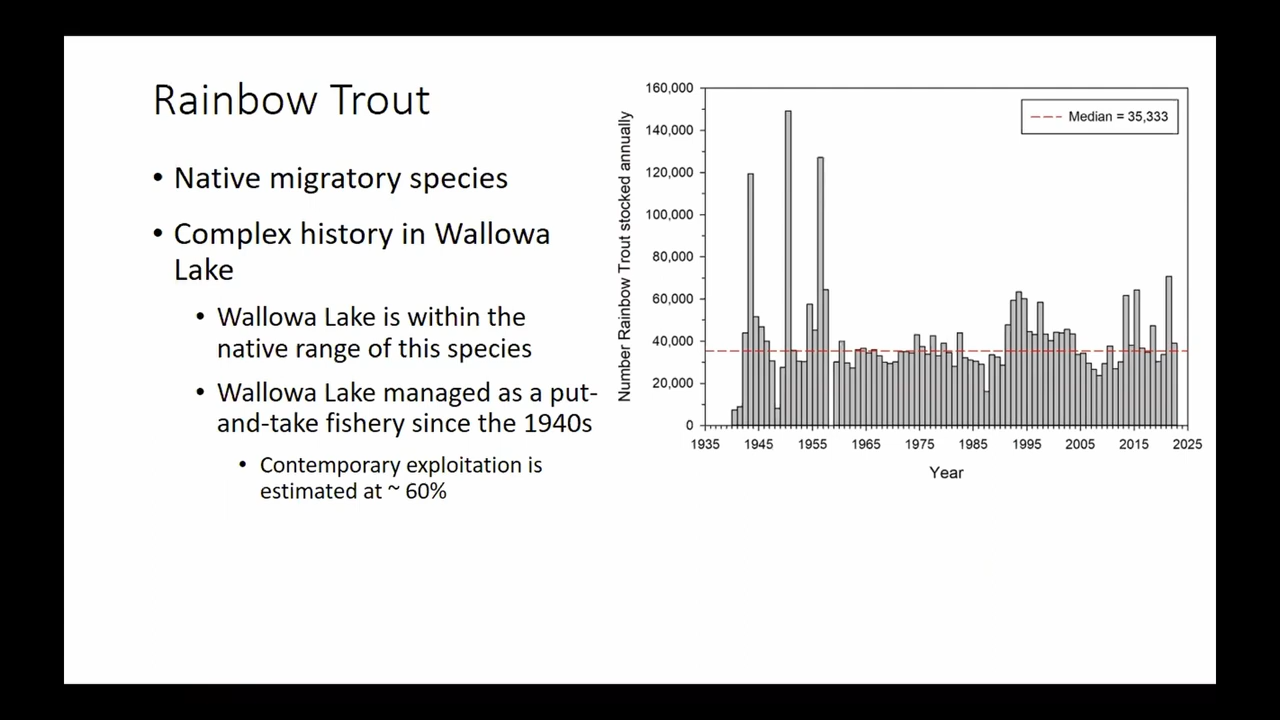 Rainbow Trout
• Native migratory species
• Complex history in Wallowa
Lake
• Wallowa Lake is within the
native range of this species
• Wallowa Lake managed as a put-
and-take fishery since the 1940s
• Contemporary exploitation is
estimated at ~ 60%
Number Rainbow Trout stocked annually
160,000
140,000
120,000
100,000
80,000
60,000
40,000
20,000
0
Median = 35,333
1935 1945 1955 1965 1975 1985 1995 2005 2015 2025
Year